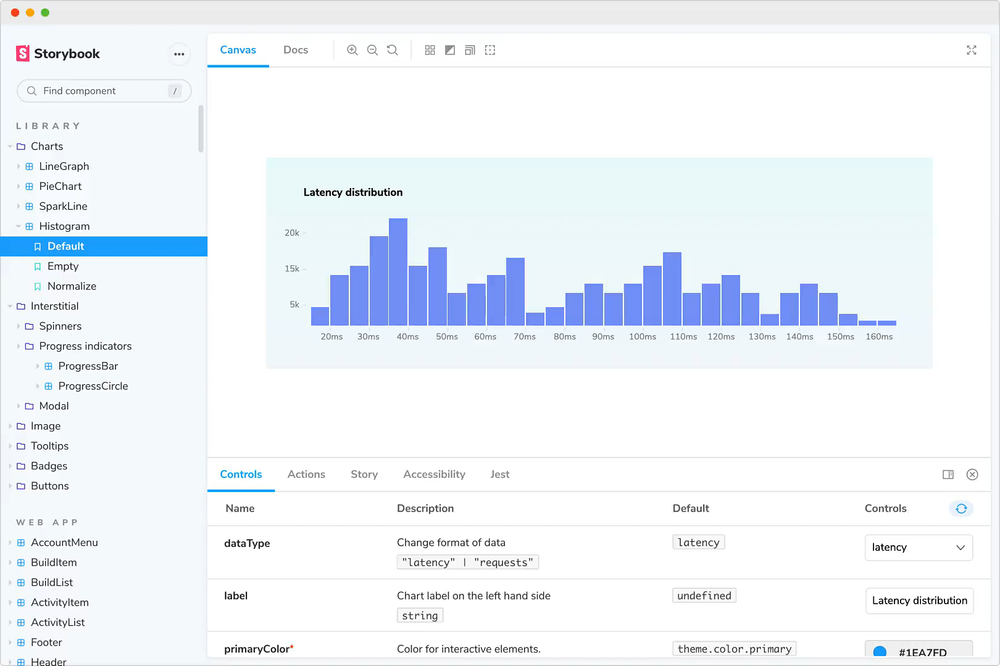 Storybook
Find component /
LIBRARY
Charts
LineGraph
PieChart
SparkLine
Histogram
Default
Empty
Normalize
Interstitial
Spinners
Progress indicators
ProgressBar
ProgressCircle
Modal
Image
Tooltips
Badges
Buttons
WEB APP
AccountMenu
BuildItem
BuildList
ActivityItem
ActivityList
Footer
Header
Canvas Docs
Latency distribution
20k
15k
5k
20ms 30ms 40ms 50ms 60ms 70ms 80ms 90ms 100ms 110ms 120ms 130ms 140ms 150ms 160ms
Controls Actions Story Accessibility Jest
Name Description Default Controls
dataType Change format of data latency latency
"latency" | "requests"
label Chart label on the left hand side undefined Latency distribution
string
primaryColor* Color for interactive elements. theme.color.primary #1EA7FD